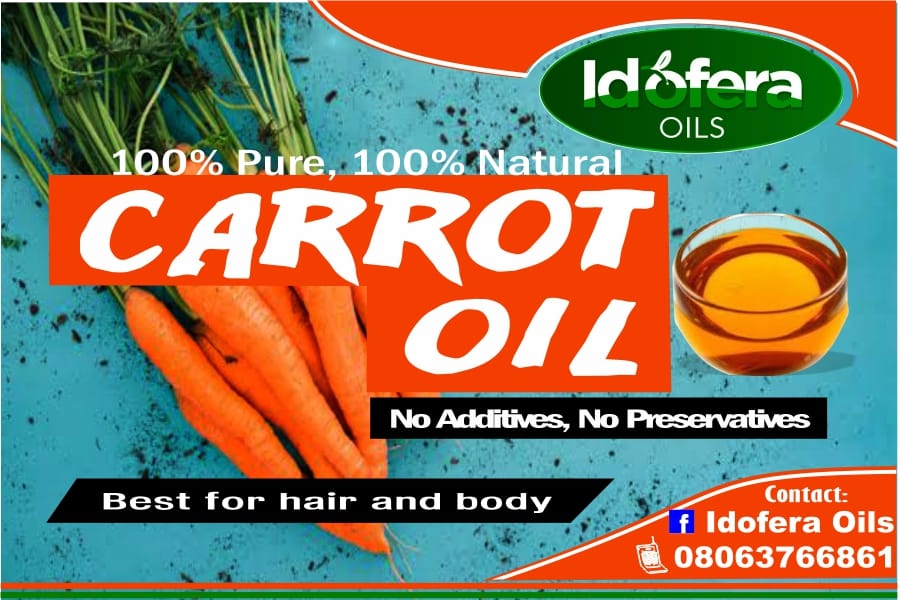 Idofera
OILS
100% Pure, 100% Natural
CARROT
OIL
No Additives, No Preservatives
Best for hair and body
Contact:
f Idofera Oils
08063766861